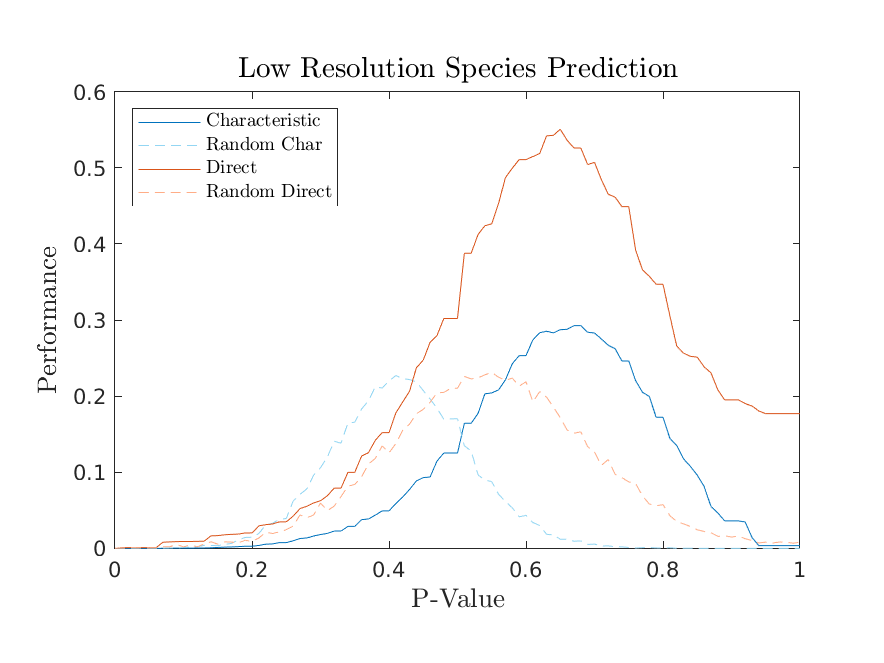 Low Resolution Species Prediction
0.6
0.5
0.4
0.3
0.2
0.1
0
Performance
Characteristic
Random Char
Direct
Random Direct
0 0.2 0.4 0.6 0.8 1
P-Value